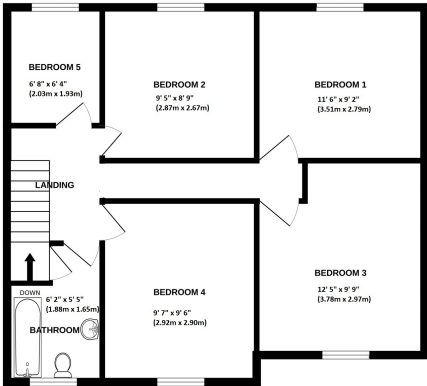 BEDROOM 5
6' 8" x 6' 4"
(2.03m x 1.93m)
BEDROOM 2
9' 5" x 8' 9"
(2.87m x 2.67m)
BEDROOM 1
11' 6" x 9' 2"
(3.51m x 2.79m)
LANDING
DOWN
6' 2" x 5' 5"
(1.88m x 1.65m)
BATHROOM
BEDROOM 4
9' 7" x 9' 6"
(2.92m x 2.90m)
BEDROOM 3
12' 5" x 9' 9"
(3.78m x 2.97m)